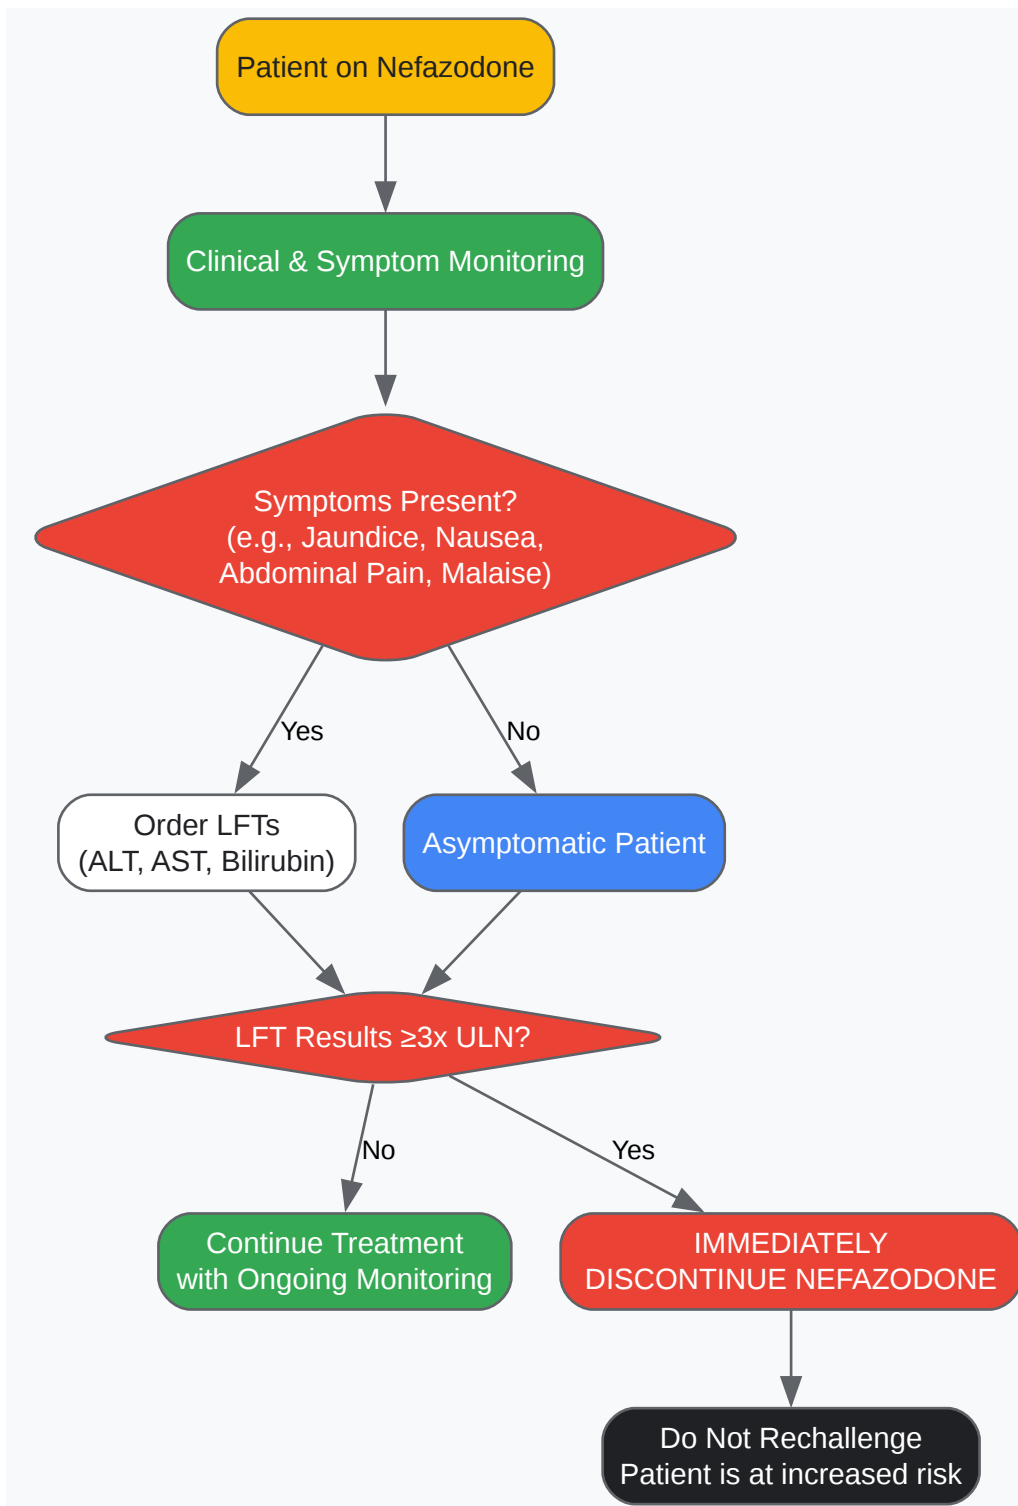 Patient on Nefazodone
Clinical & Symptom Monitoring
Symptoms Present?
(e.g., Jaundice, Nausea,
Abdominal Pain, Malaise)
Yes
No
Order LFTs
(ALT, AST, Bilirubin)
Asymptomatic Patient
LFT Results ≥3x ULN?
No
Yes
Continue Treatment
with Ongoing Monitoring
IMMEDIATELY
DISCONTINUE NEFAZODONE
Do Not Rechallenge
Patient is at increased risk